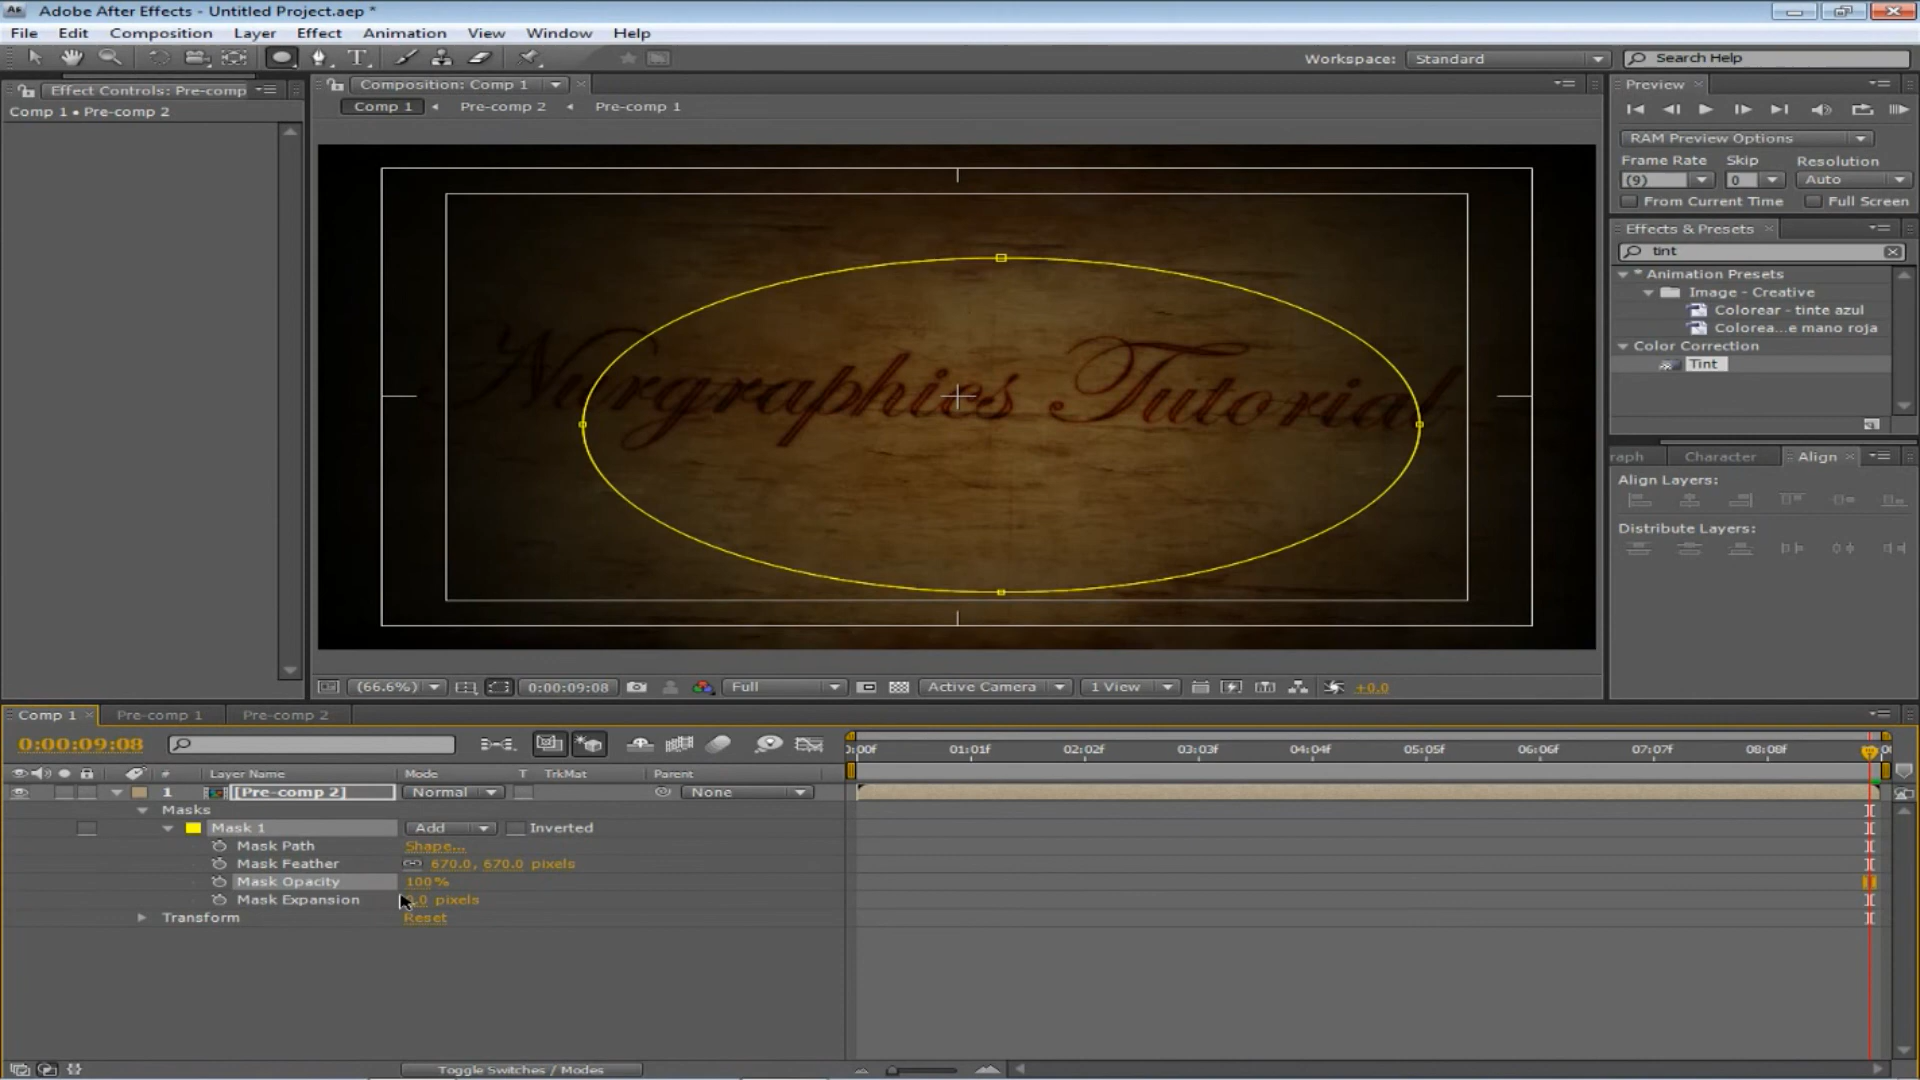 Adobe After Effects - Untitled Project.aep *
File Edit Composition Layer Effect Animation View Window Help
Workspace: Standard Search Help
Effect Controls: Pre-comp
Comp 1 • Pre-comp 2
Composition: Comp 1
Comp 1 Pre-comp 2 Pre-comp 1
Nurgraphics Tutorial
(66.6%) 0:00:09:08 Full Active Camera 1 View +0.0
Preview
RAM Preview Options
Frame Rate Skip Resolution
(9) 0 Auto
From Current Time Full Screen
Effects & Presets
tint
* Animation Presets
Image - Creative
Colorear - tinte azul
Colorea...e mano roja
Color Correction
Tint
raph Character Align
Align Layers:
Distribute Layers:
Comp 1 Pre-comp 1 Pre-comp 2
0:00:09:08
):00f 01:01f 02:02f 03:03f 04:04f 05:05f 06:06f 07:07f 08:08f
# Layer Name Mode T TrkMat Parent
1 [Pre-comp 2] Normal None
Masks
Mask 1 Add Inverted
Mask Path Shape...
Mask Feather 670.0, 670.0 pixels
Mask Opacity 100%
Mask Expansion .0 pixels
Transform Reset
Toggle Switches / Modes